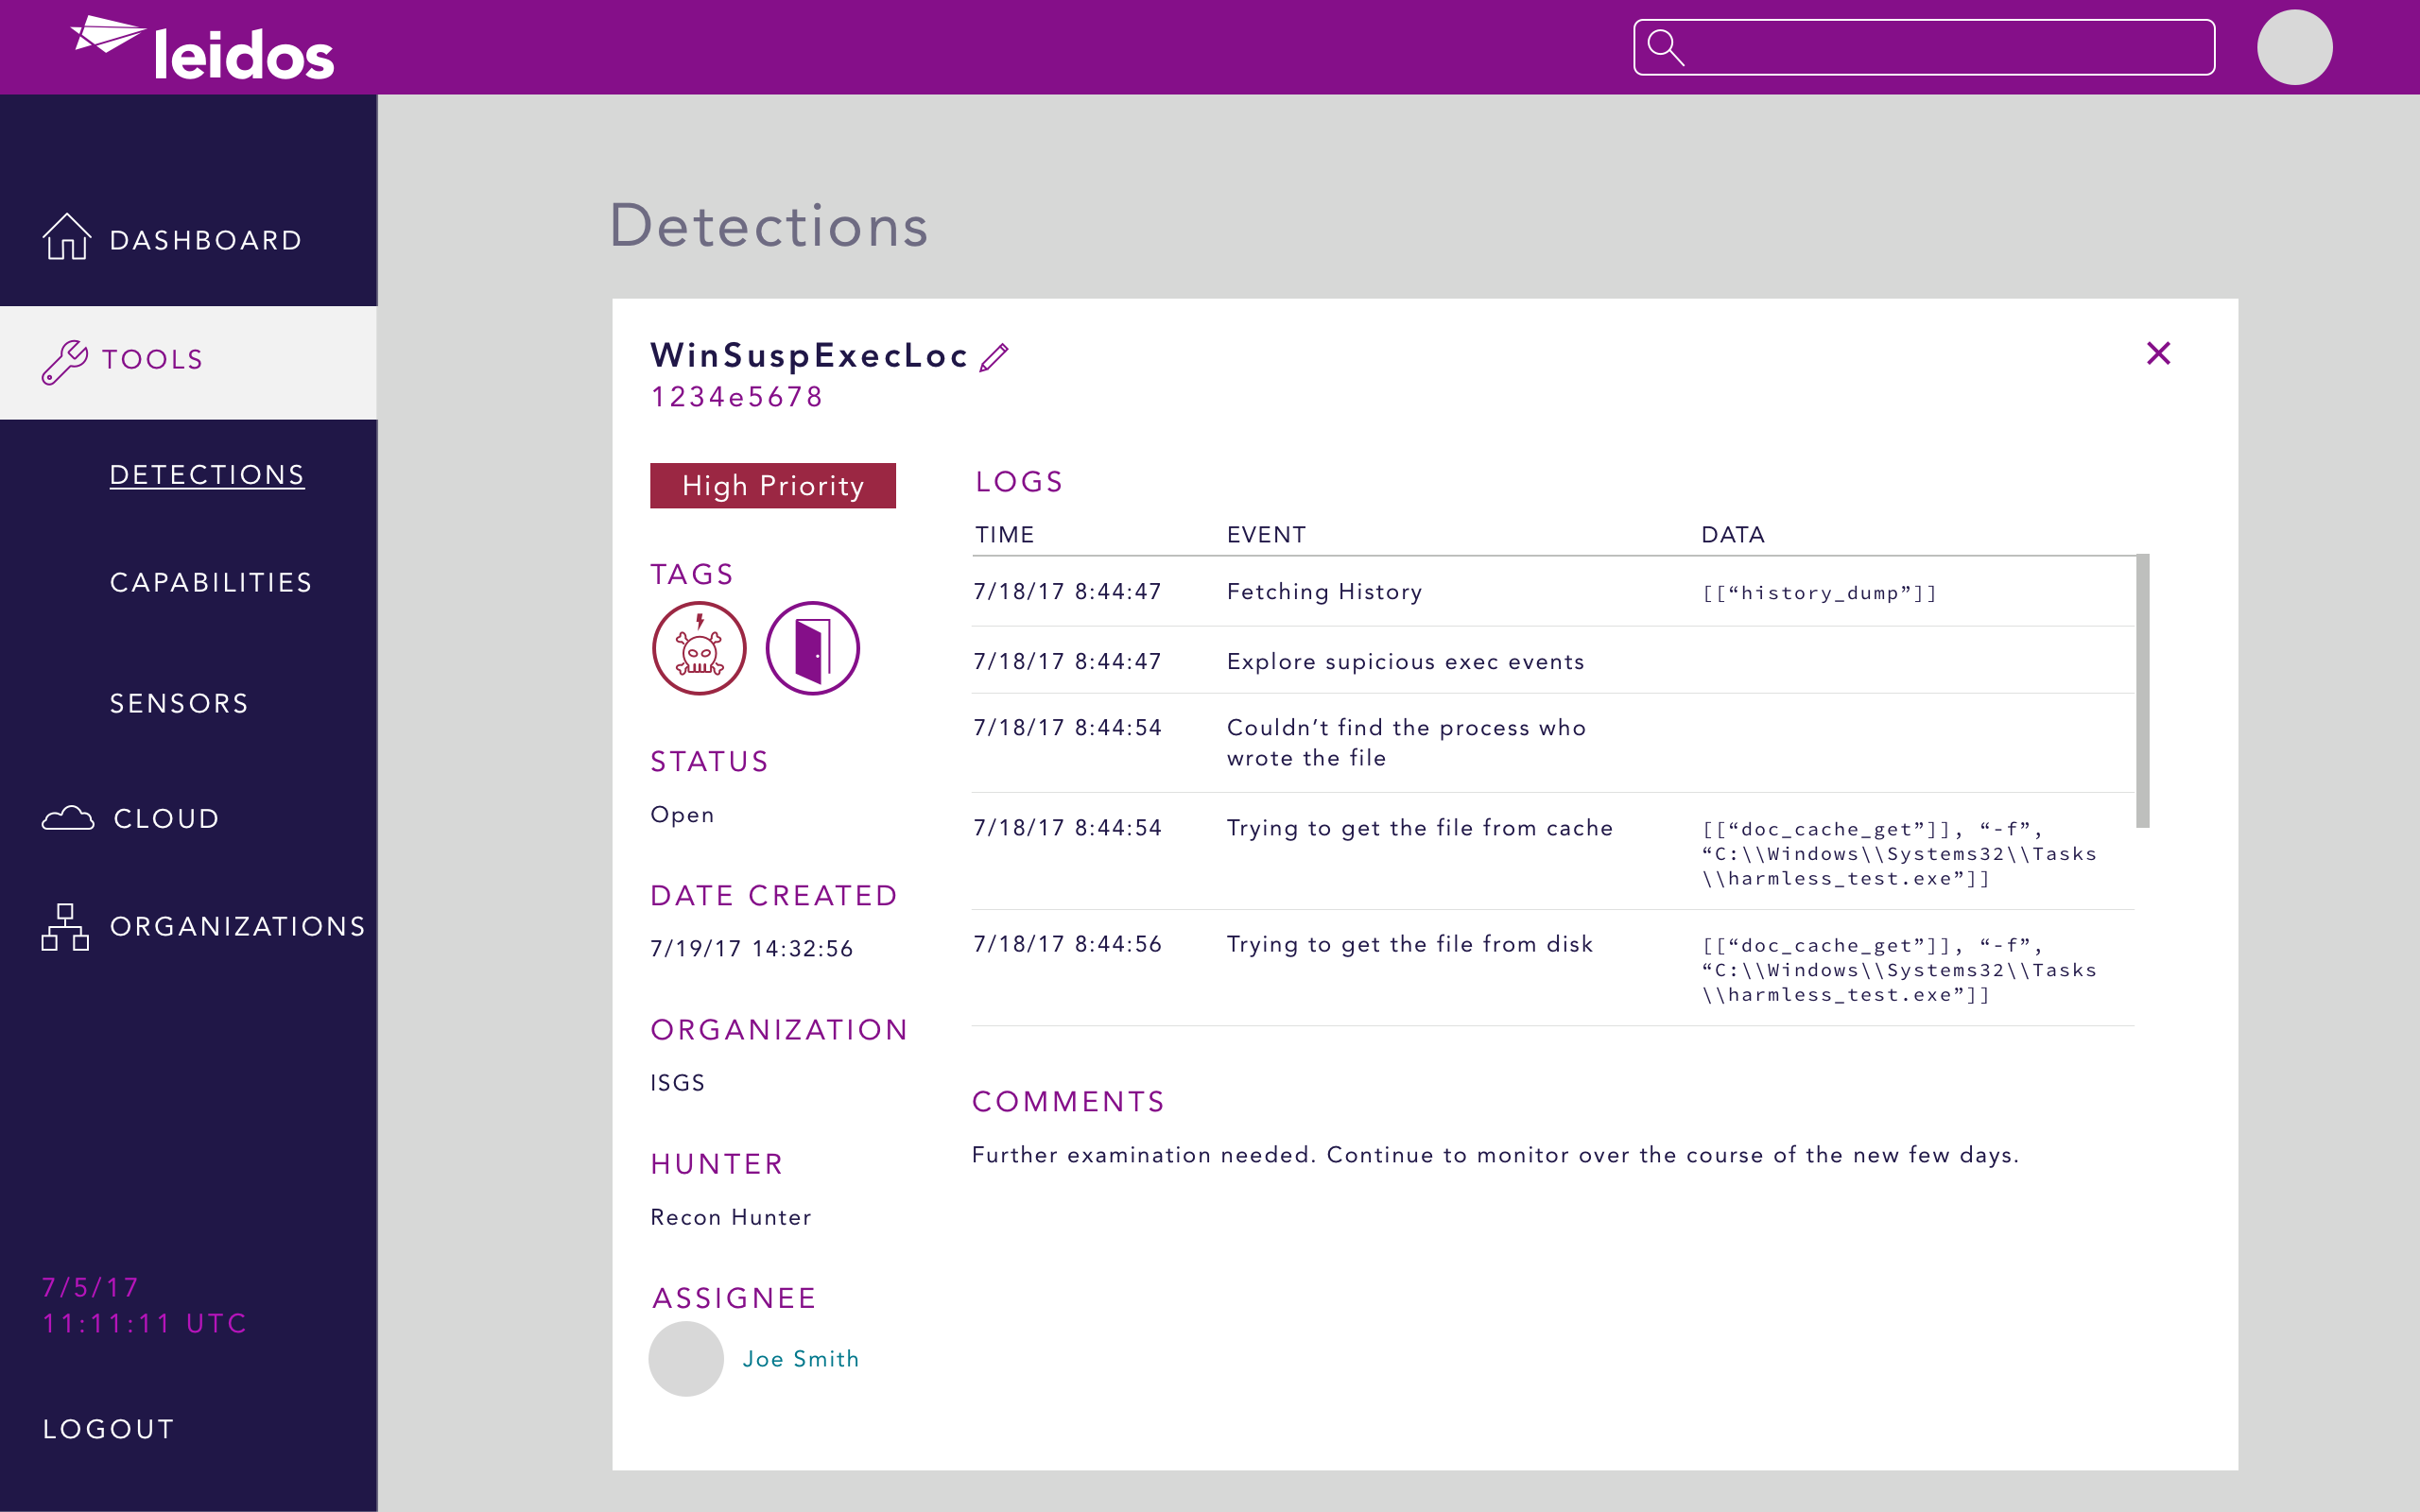 leidos
DASHBOARD
TOOLS
DETECTIONS
CAPABILITIES
SENSORS
CLOUD
ORGANIZATIONS
7/5/17
11:11:11 UTC
LOGOUT
Detections
WinSuspExecLoc
1234e5678
High Priority
TAGS
STATUS
Open
DATE CREATED
7/19/17 14:32:56
ORGANIZATION
ISGS
HUNTER
Recon Hunter
ASSIGNEE
Joe Smith
LOGS
TIME EVENT DATA
7/18/17 8:44:47 Fetching History [[“history_dump”]]
7/18/17 8:44:47 Explore supicious exec events
7/18/17 8:44:54 Couldn’t find the process who
wrote the file
7/18/17 8:44:54 Trying to get the file from cache [[“doc_cache_get”]], “-f”,
“C:\\Windows\\Systems32\\Tasks
\\harmless_test.exe”]]
7/18/17 8:44:56 Trying to get the file from disk [[“doc_cache_get”]], “-f”,
“C:\\Windows\\Systems32\\Tasks
\\harmless_test.exe”]]
COMMENTS
Further examination needed. Continue to monitor over the course of the new few days.